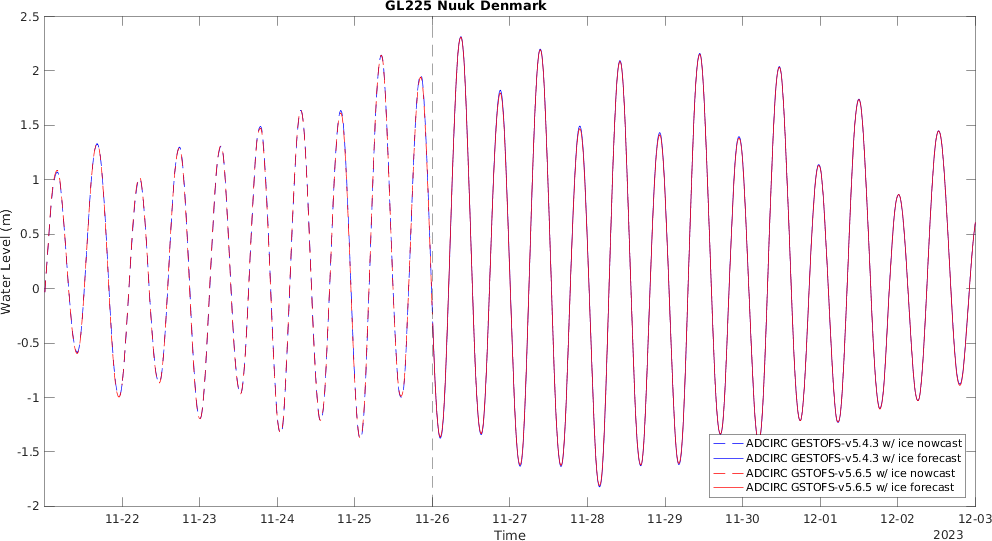 GL225 Nuuk Denmark
2.5
2
1.5
1
0.5
0
-0.5
-1
-1.5
-2
Water Level (m)
ADCIRC GESTOFS-v5.4.3 w/ ice nowcast
ADCIRC GESTOFS-v5.4.3 w/ ice forecast
ADCIRC GSTOFS-v5.6.5 w/ ice nowcast
ADCIRC GSTOFS-v5.6.5 w/ ice forecast
11-22 11-23 11-24 11-25 11-26 11-27 11-28 11-29 11-30 12-01 12-02 12-03
Time
2023